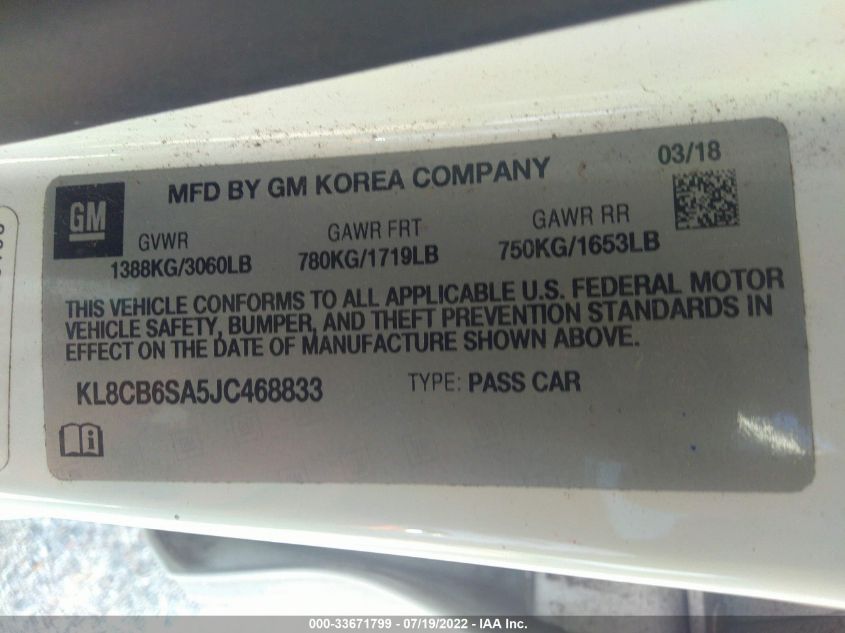 MFD BY GM KOREA COMPANY
03/18
GM
GVWR
1388KG/3060LB
GAWR FRT
780KG/1719LB
GAWR RR
750KG/1653LB
THIS VEHICLE CONFORMS TO ALL APPLICABLE U.S. FEDERAL MOTOR
VEHICLE SAFETY, BUMPER, AND THEFT PREVENTION STANDARDS IN
EFFECT ON THE DATE OF MANUFACTURE SHOWN ABOVE.
KL8CB6SA5JC468833
TYPE: PASS CAR
i
000-33671799 - 07/19/2022 - IAA Inc.